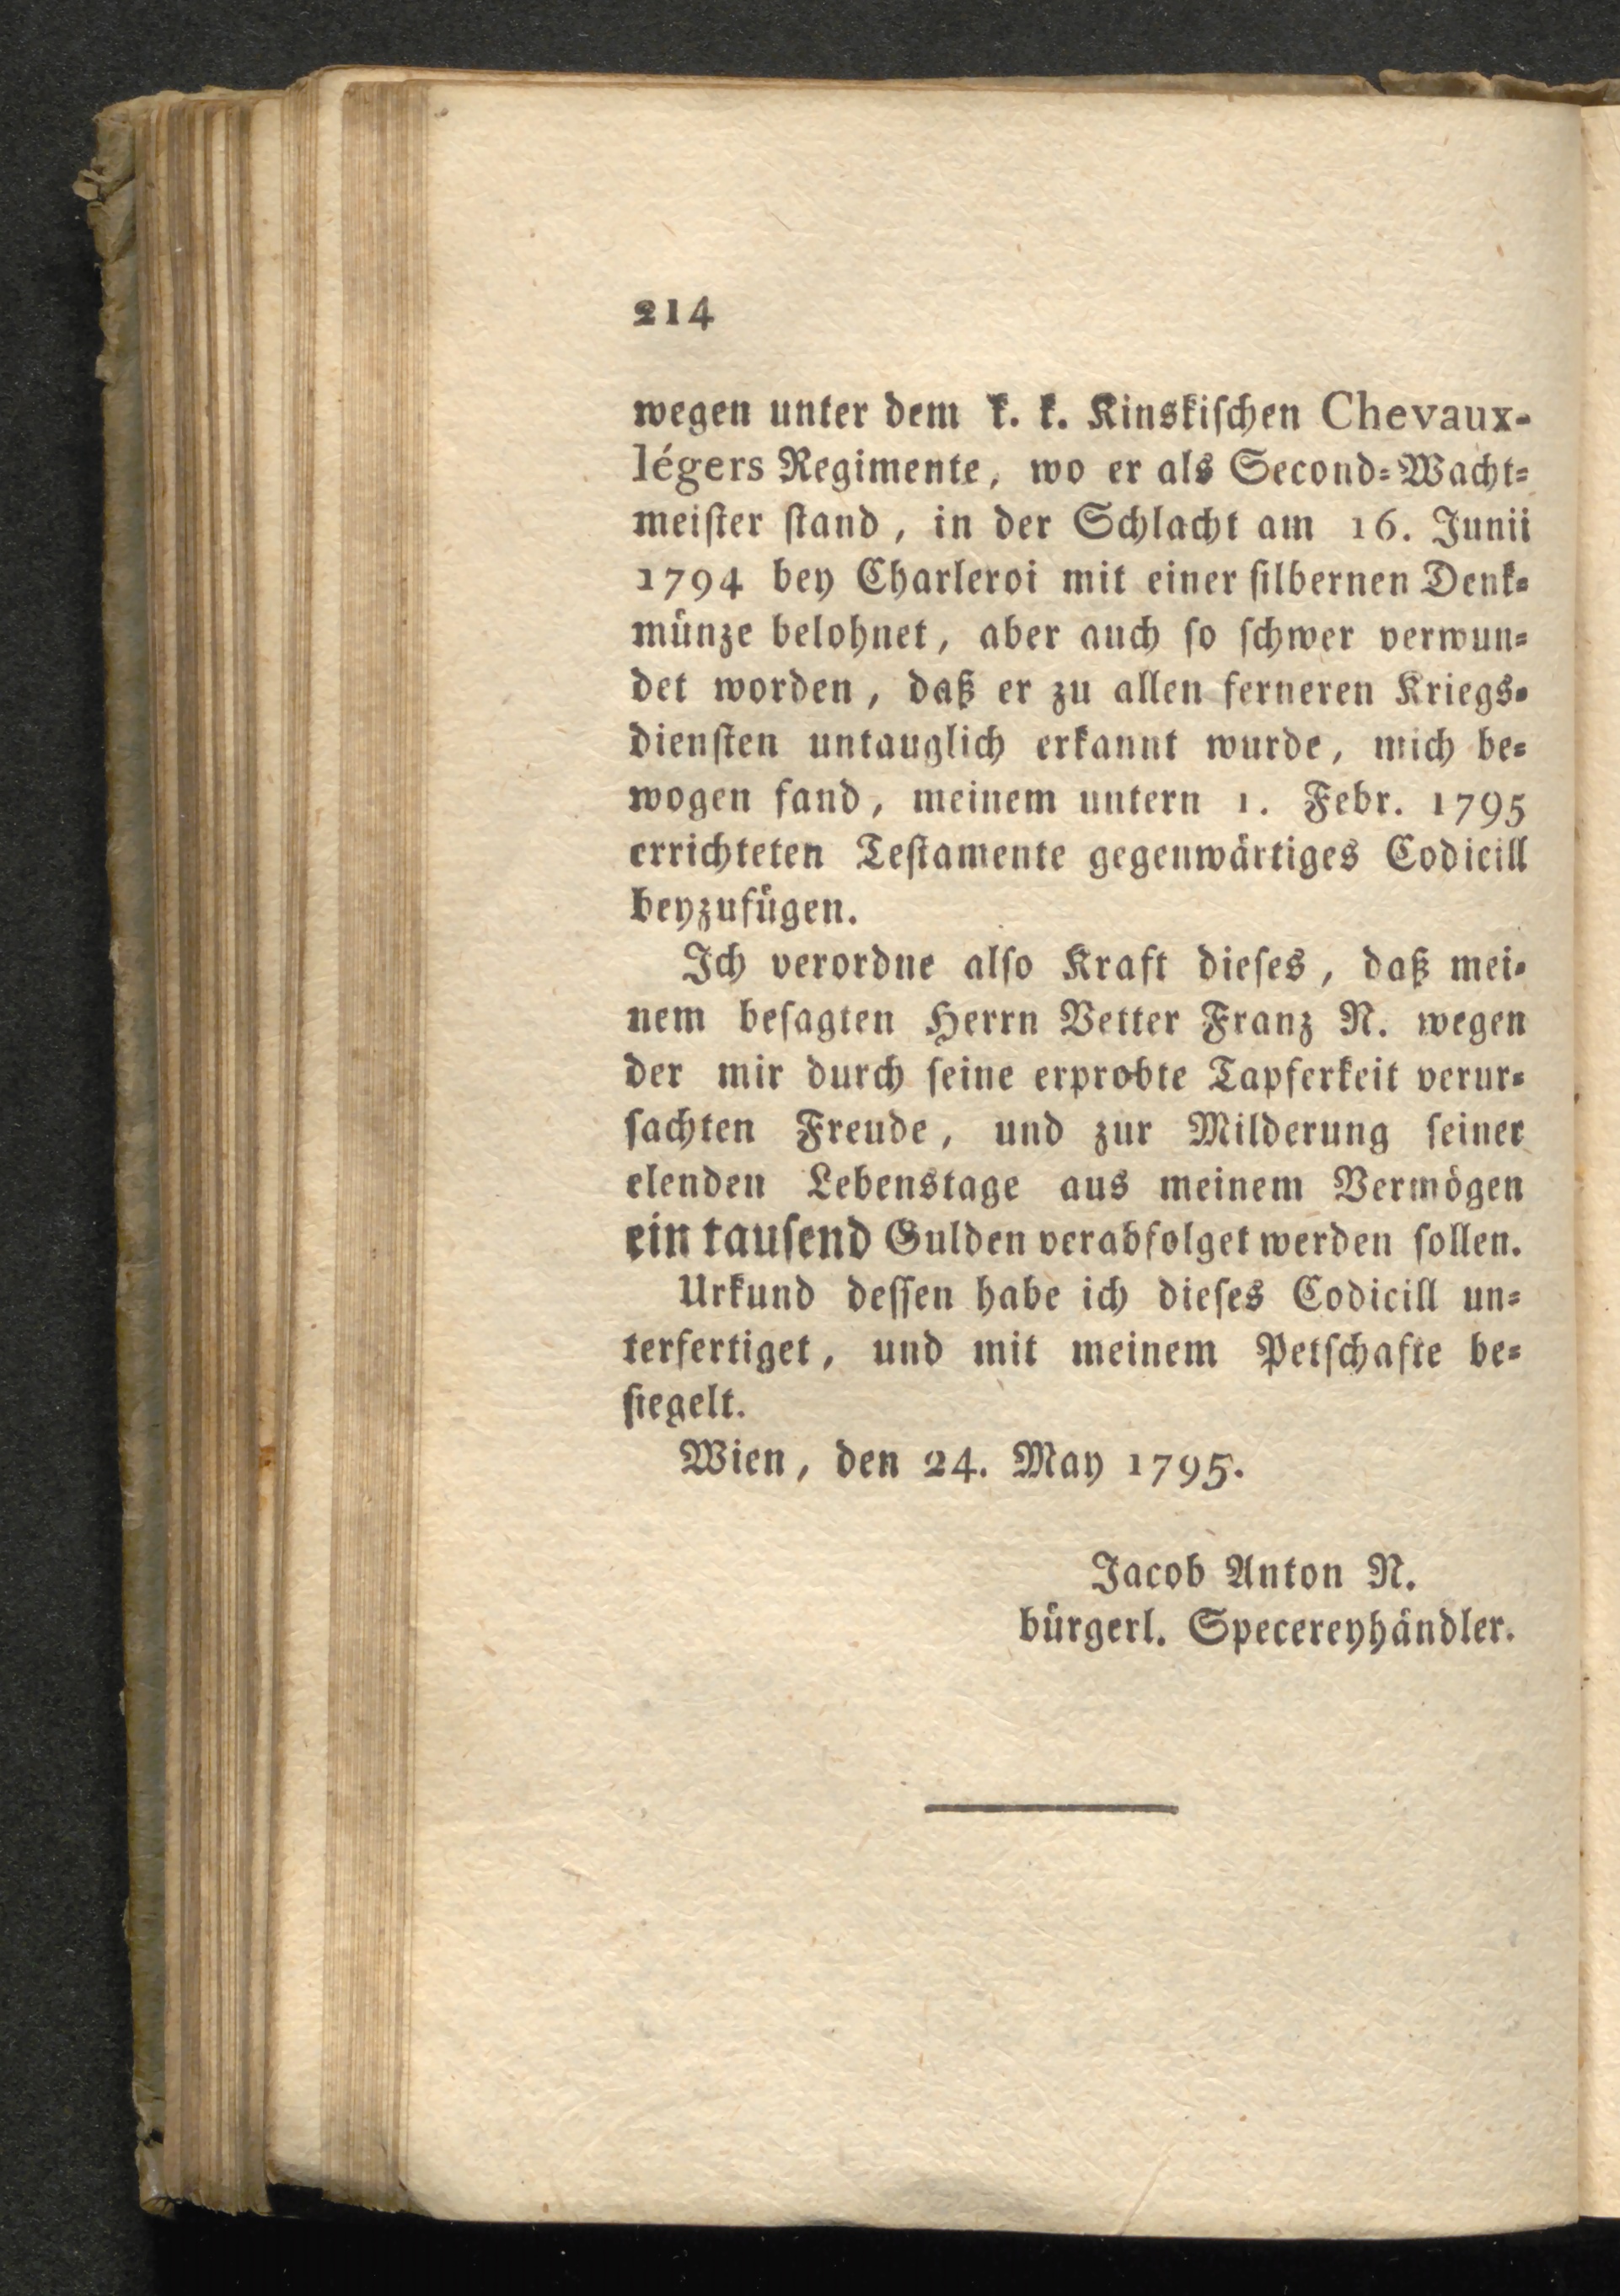 214
wegen unter dem k. k. Kinskiſchen Chevaux-
légers Regimente, wo er als Second-Wacht-
meiſter ſtand, in der Schlacht am 16. Junii
1794 bey Charleroi mit einer ſilbernen Denk-
münze belohnet, aber auch ſo ſchwer verwun-
det worden, daß er zu allen ferneren Kriegs-
dienſten untauglich erkannt wurde, mich be-
wogen fand, meinem untern 1. Febr. 1795
errichteten Teſtamente gegenwärtiges Codicill
beyzufügen.
Ich verordne alſo Kraft dieſes, daß mei-
nem beſagten Herrn Vetter Franz N. wegen
der mir durch ſeine erprobte Tapferkeit verur-
ſachten Freude, und zur Milderung ſeiner
elenden Lebenstage aus meinem Vermögen
ein tauſend Gulden verabfolget werden ſollen.
Urkund deſſen habe ich dieſes Codicill un-
terfertiget, und mit meinem Petſchafte be-
ſiegelt.
Wien, den 24. May 1795.
Jacob Anton N.
bürgerl. Specereyhändler.